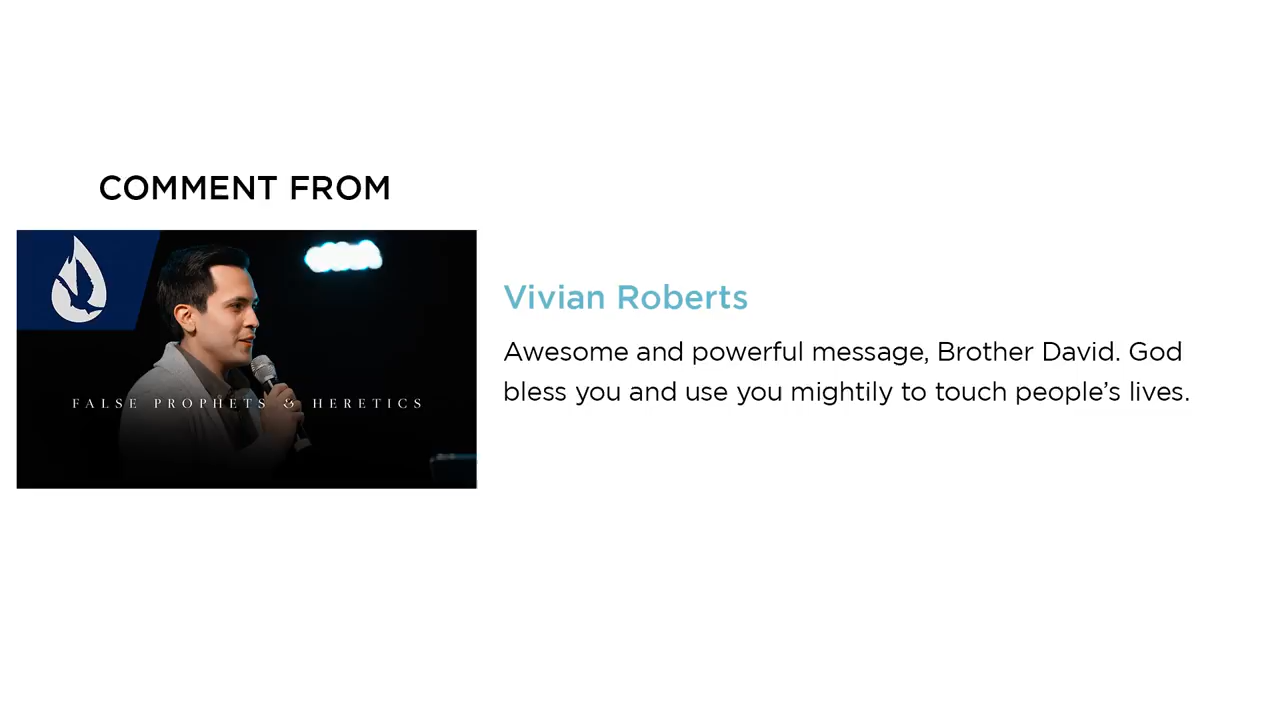 COMMENT FROM
FALSE PROPHETS & HERETICS
Vivian Roberts
Awesome and powerful message, Brother David. God
bless you and use you mightily to touch people’s lives.